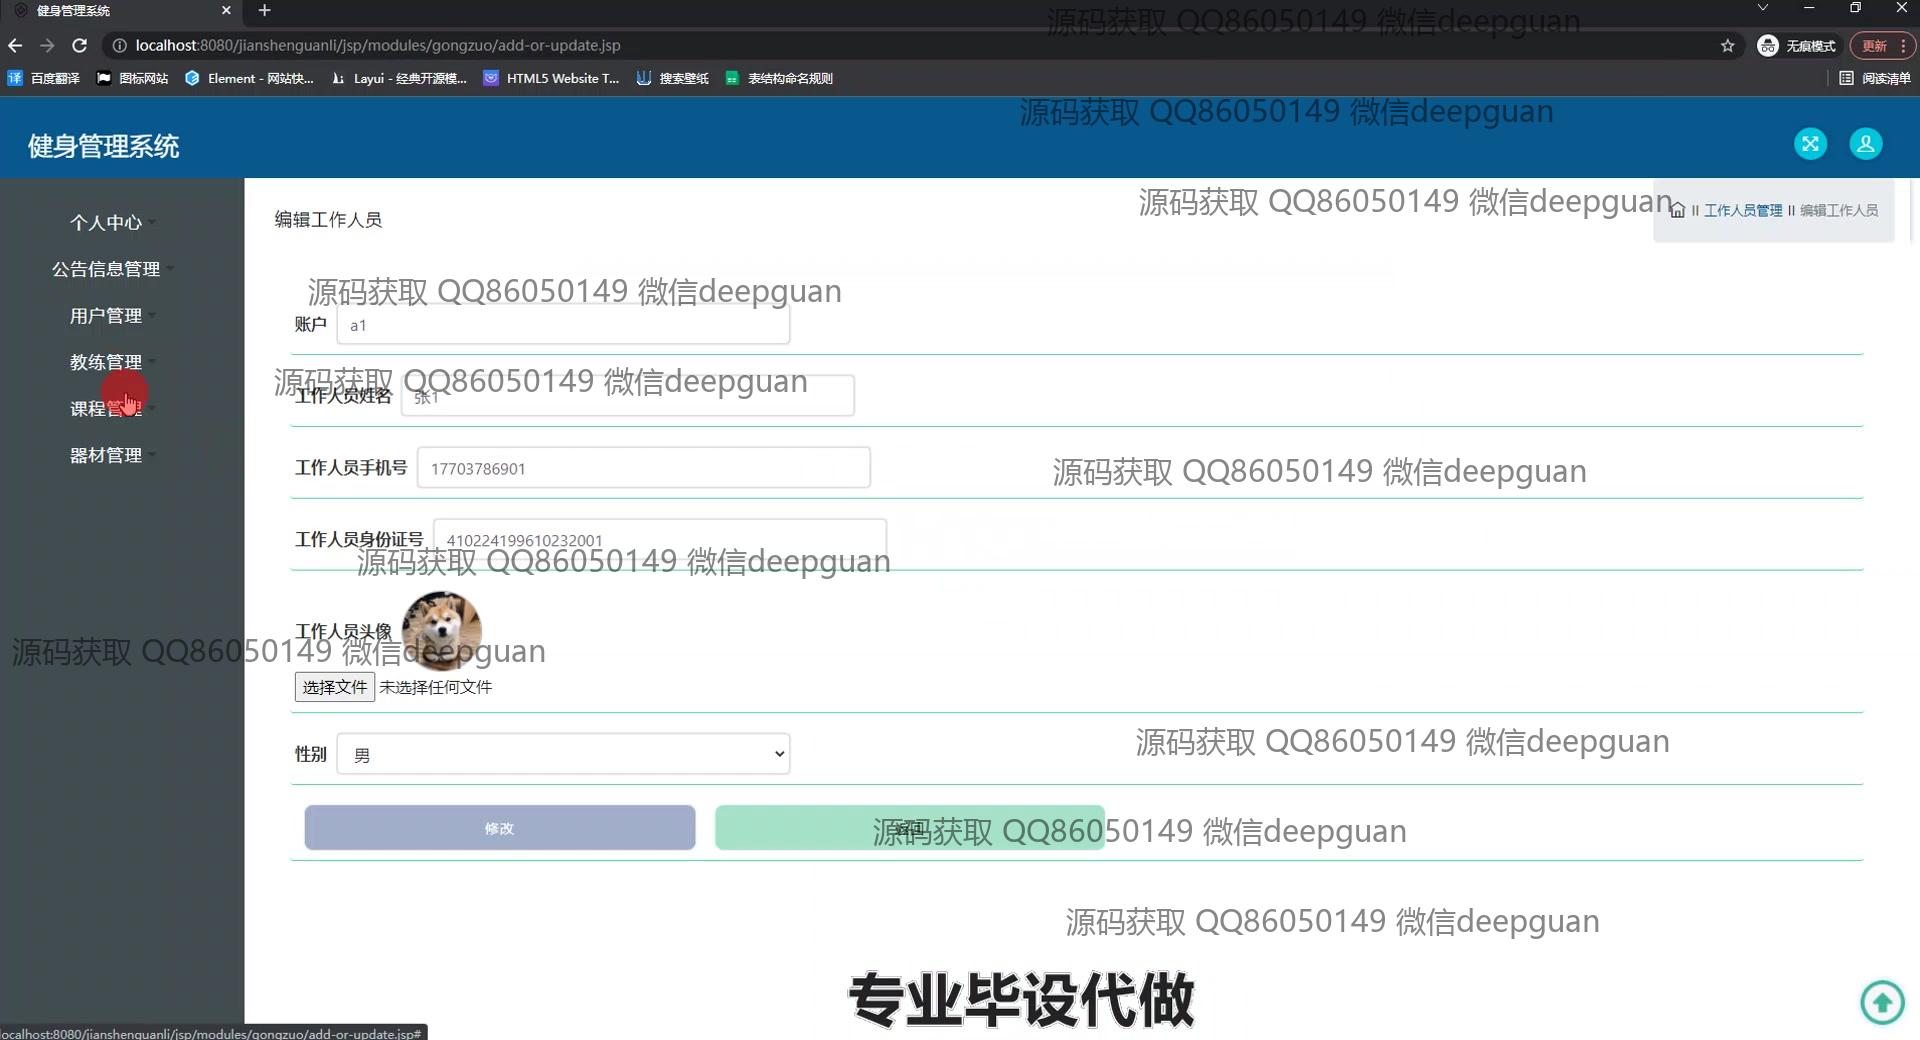 健身管理系统
源码获取 QQ86050149 微信deepguan
localhost:8080/jianshenguanli/jsp/modules/gongzuo/add-or-update.jsp
无痕模式
更新
百度翻译
图标网站
Element - 网站快...
Layui - 经典开源模...
HTML5 Website T...
搜索壁纸
表结构命名规则
阅读清单
源码获取 QQ86050149 微信deepguan
健身管理系统
源码获取 QQ86050149 微信deepguan
工作人员管理 编辑工作人员
编辑工作人员
个人中心
公告信息管理
用户管理
教练管理
课程管理
器材管理
源码获取 QQ86050149 微信deepguan
账户 a1
源码获取 QQ86050149 微信deepguan
工作人员姓名 张1
工作人员手机号 17703786901
源码获取 QQ86050149 微信deepguan
工作人员身份证号 410224199610232001
源码获取 QQ86050149 微信deepguan
工作人员头像
源码获取 QQ86050149 微信deepguan
选择文件 未选择任何文件
源码获取 QQ86050149 微信deepguan
性别 男
修改
返回
源码获取 QQ86050149 微信deepguan
源码获取 QQ86050149 微信deepguan
专业毕设代做
localhost:8080/jianshenguanli/jsp/modules/gongzuo/add-or-update.jsp#